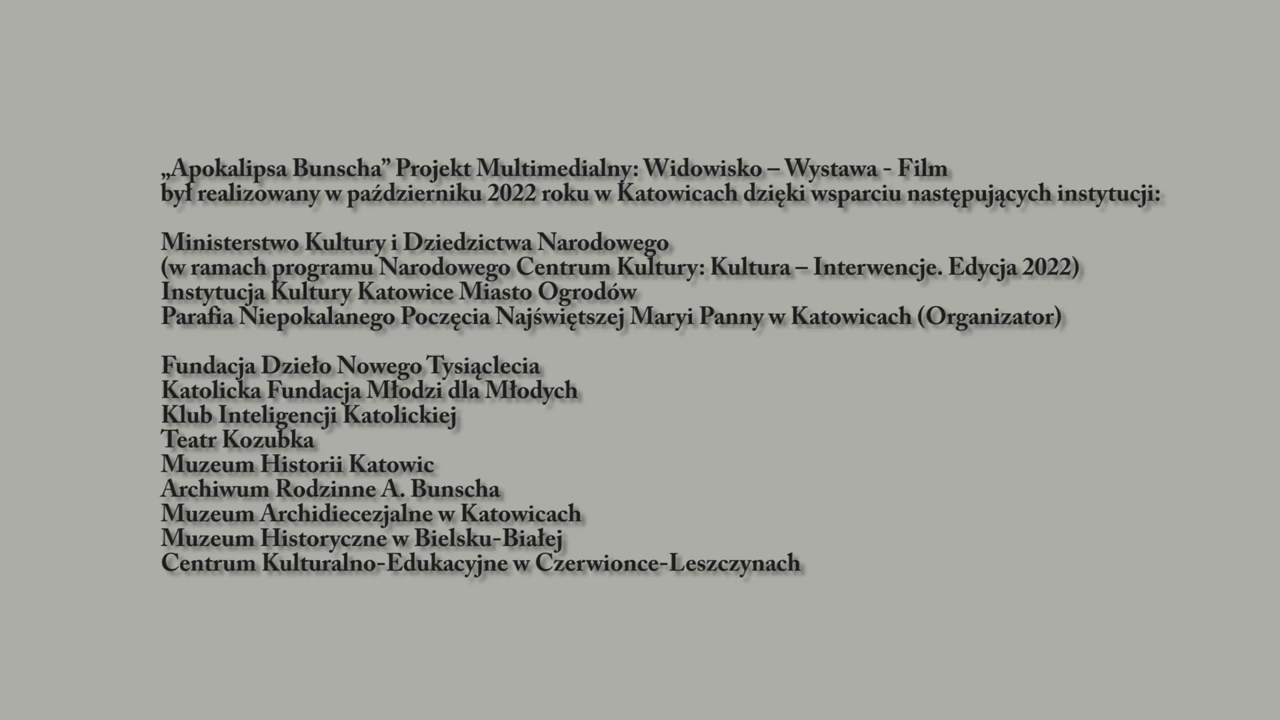 „Apokalipsa Bunscha” Projekt Multimedialny: Widowisko – Wystawa - Film
był realizowany w październiku 2022 roku w Katowicach dzięki wsparciu następujących instytucji:
Ministerstwo Kultury i Dziedzictwa Narodowego
(w ramach programu Narodowego Centrum Kultury: Kultura – Interwencje. Edycja 2022)
Instytucja Kultury Katowice Miasto Ogrodów
Parafia Niepokalanego Poczęcia Najświętszej Maryi Panny w Katowicach (Organizator)
Fundacja Dzieło Nowego Tysiąclecia
Katolicka Fundacja Młodzi dla Młodych
Klub Inteligencji Katolickiej
Teatr Kozubka
Muzeum Historii Katowic
Archiwum Rodzinne A. Bunscha
Muzeum Archidiecezjalne w Katowicach
Muzeum Historyczne w Bielsku-Białej
Centrum Kulturalno-Edukacyjne w Czerwionce-Leszczynach